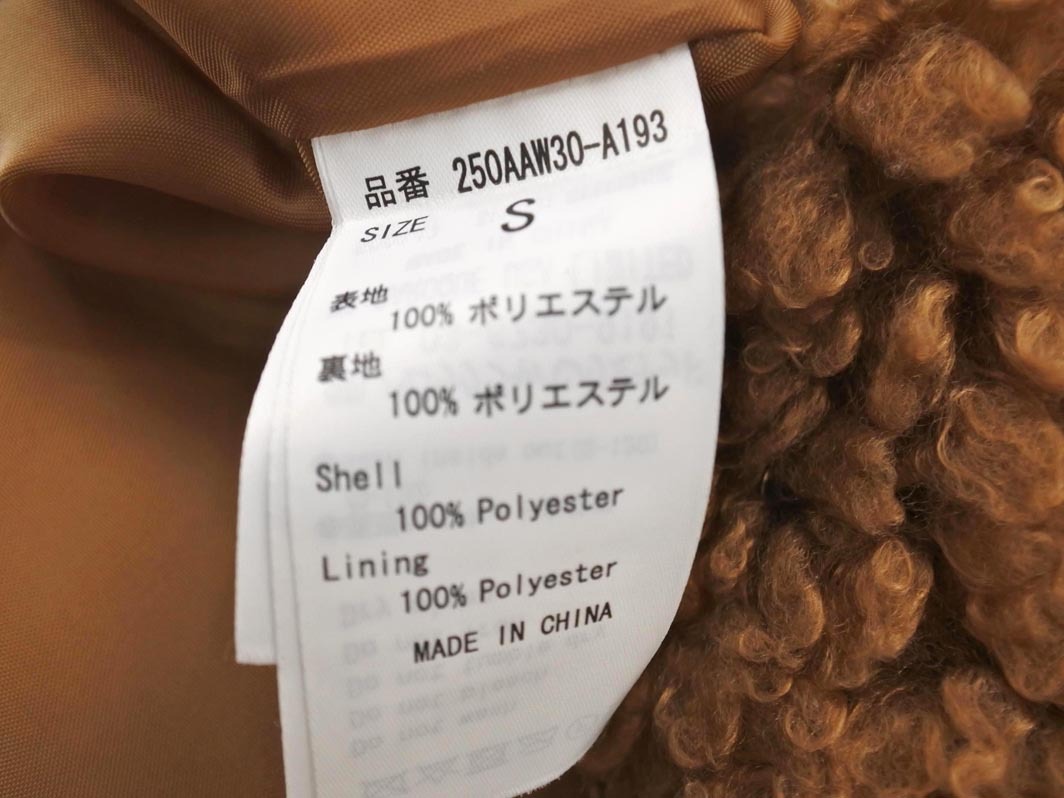 品番 250AAW30-A193
SIZE S
表地
100% ポリエステル
裏地
100% ポリエステル
Shell
100% Polyester
Lining
100% Polyester
MADE IN CHINA